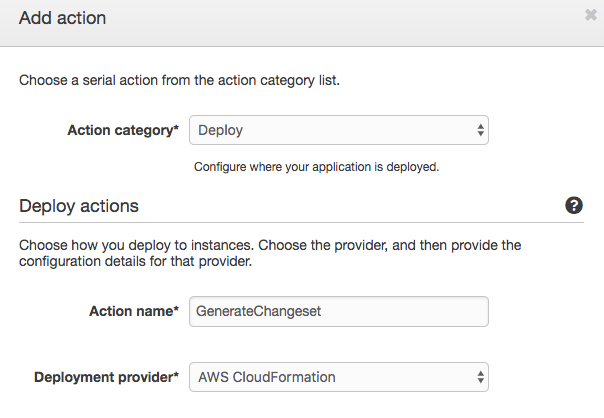 Add action
Choose a serial action from the action category list.
Action category* Deploy
Configure where your application is deployed.
Deploy actions
Choose how you deploy to instances. Choose the provider, and then provide the
configuration details for that provider.
Action name* GenerateChangeset
Deployment provider* AWS CloudFormation